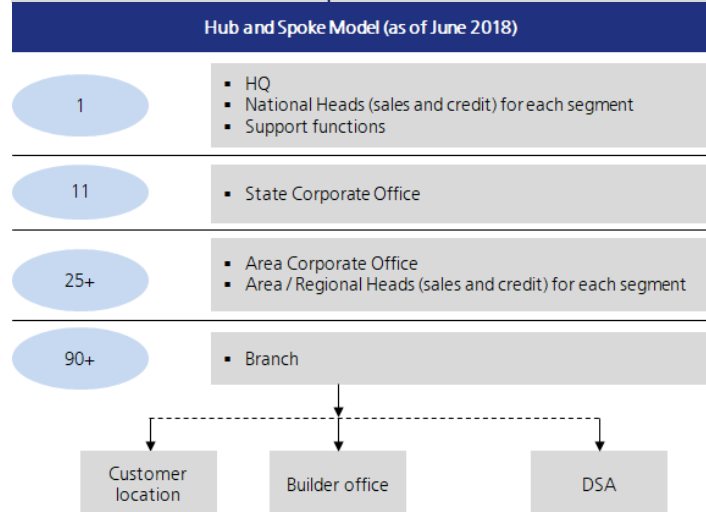 Hub and Spoke Model (as of June 2018)
1
▪ HQ
▪ National Heads (sales and credit) for each segment
▪ Support functions
11
▪ State Corporate Office
25+
▪ Area Corporate Office
▪ Area / Regional Heads (sales and credit) for each segment
90+
▪ Branch
Customer
location
Builder office
DSA